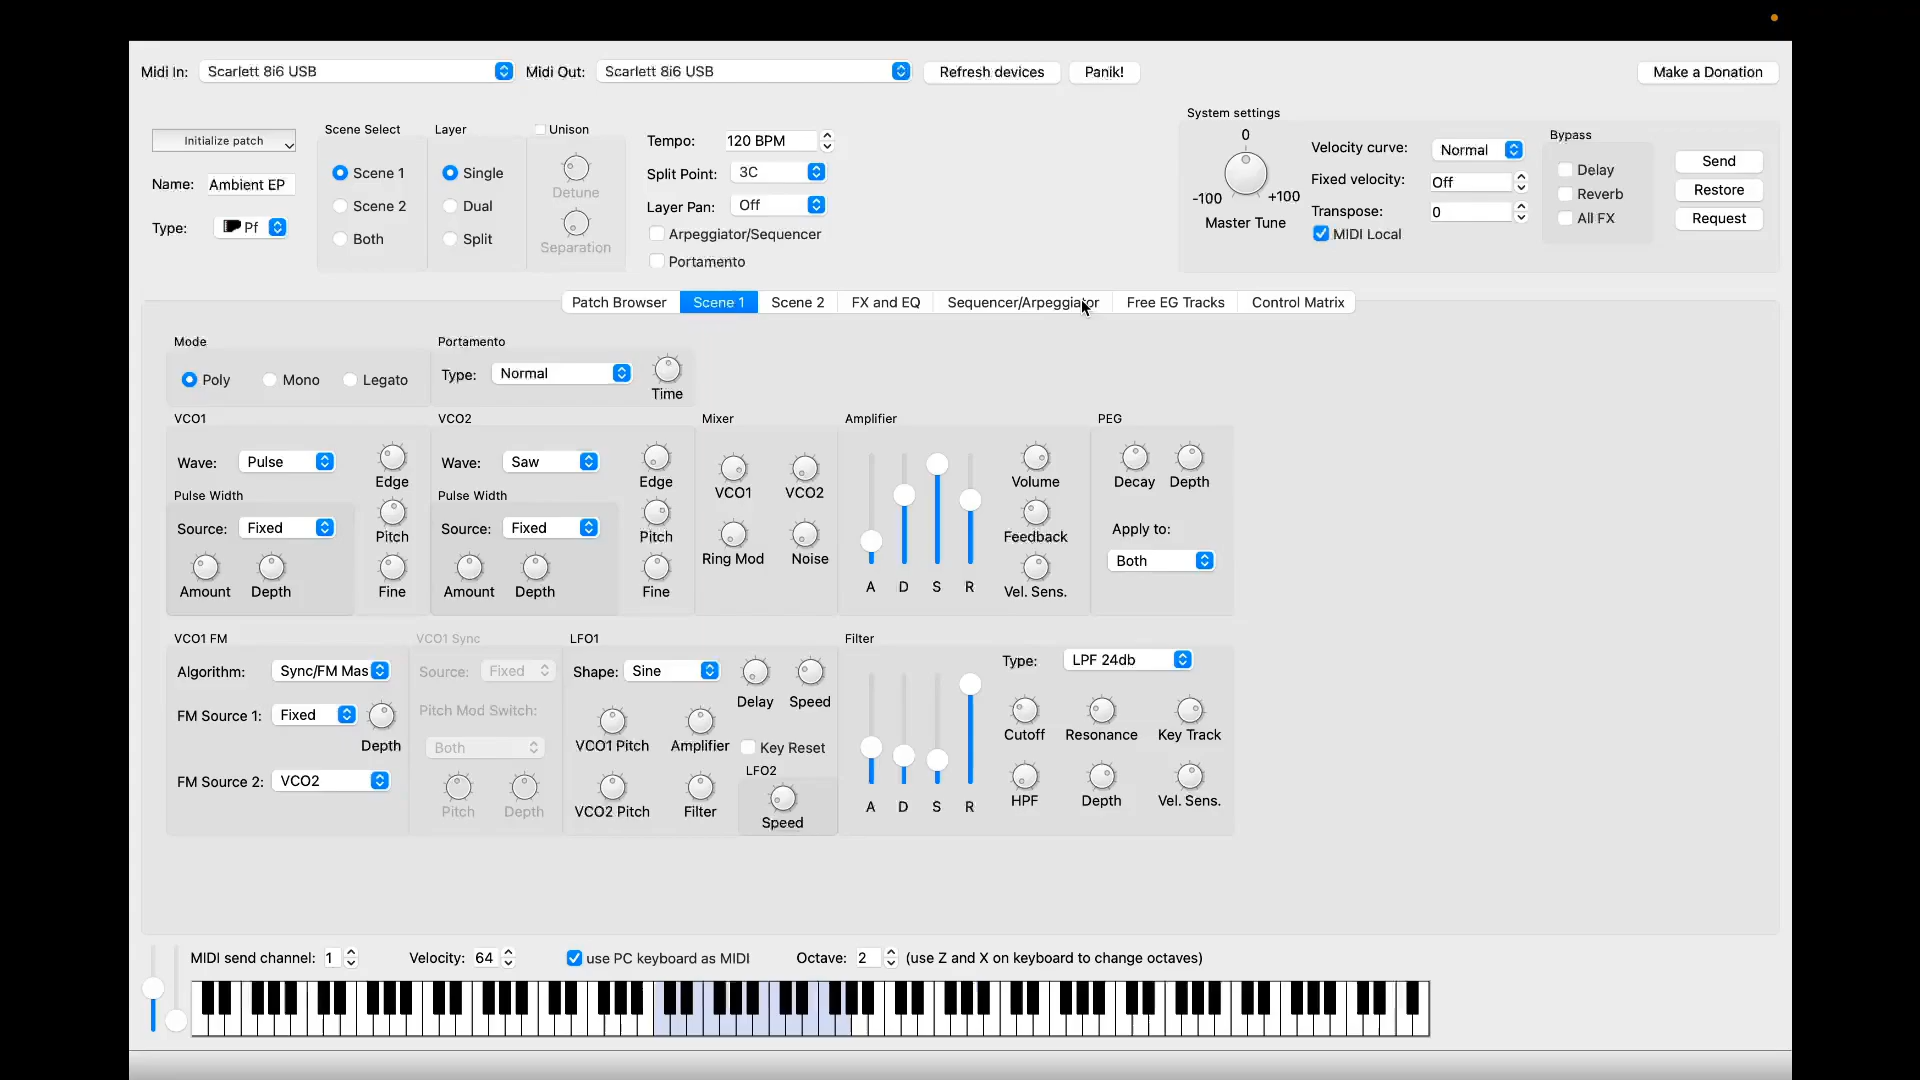 Midi In: Scarlett 8i6 USB Midi Out: Scarlett 8i6 USB Refresh devices Panik! Make a Donation
System settings
Initialize patch Scene Select Layer Unison Tempo: 120 BPM 0 Velocity curve: Normal Bypass
Scene 1 Single Detune Split Point: 3C Fixed velocity: Off Delay Send
Name: Ambient EP Scene 2 Dual Layer Pan: Off -100 +100 Transpose: 0 Reverb Restore
Type: Pf Both Split Separation Arpeggiator/Sequencer Master Tune MIDI Local All FX Request
Portamento
Patch Browser Scene 1 Scene 2 FX and EQ Sequencer/Arpeggiator Free EG Tracks Control Matrix
Mode Portamento
Poly Mono Legato Type: Normal Time
VCO1 VCO2 Mixer Amplifier PEG
Wave: Pulse Edge Wave: Saw Edge VCO1 VCO2 Volume Decay Depth
Pulse Width Pulse Width
Source: Fixed Pitch Source: Fixed Pitch Ring Mod Noise Feedback Apply to:
Both
Amount Depth Fine Amount Depth Fine A D S R Vel. Sens.
VCO1 FM VCO1 Sync LFO1 Filter
Algorithm: Sync/FM Mas Source: Fixed Shape: Sine Delay Speed Type: LPF 24db
FM Source 1: Fixed Depth Pitch Mod Switch: Both VCO1 Pitch Amplifier Key Reset Cutoff Resonance Key Track
LFO2
FM Source 2: VCO2 Pitch Depth VCO2 Pitch Filter Speed A D S R HPF Depth Vel. Sens.
MIDI send channel: 1 Velocity: 64 use PC keyboard as MIDI Octave: 2 (use Z and X on keyboard to change octaves)